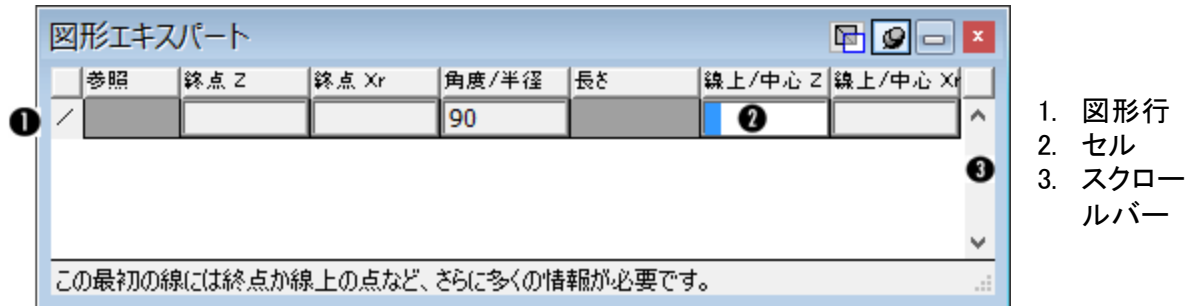 図形エキスパート
参照 終点 Z 終点 Xr 角度/半径 長さ 線上/中心 Z 線上/中心 Xr
❶ / 90 ❷
❸
この最初の線には終点か線上の点など、さらに多くの情報が必要です。
1. 図形行
2. セル
3. スクロー
ルバー